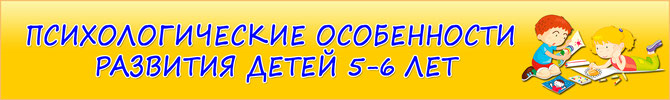 ПСИХОЛОГИЧЕСКИЕ ОСОБЕННОСТИ
РАЗВИТИЯ ДЕТЕЙ 5-6 ЛЕТ